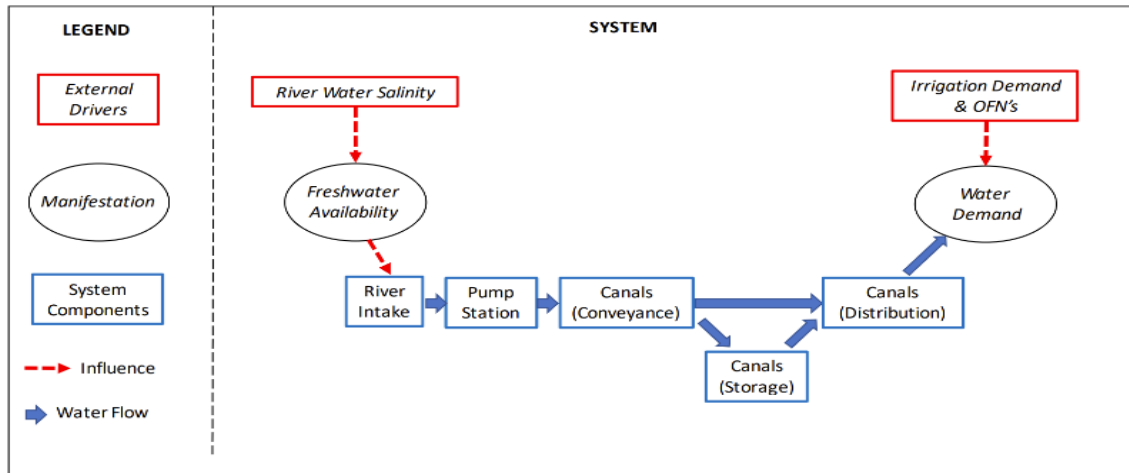 LEGEND
External
Drivers
Manifestation
System
Components
Influence
Water Flow
SYSTEM
River Water Salinity
Irrigation Demand
& OFN's
Freshwater
Availability
Water
Demand
River
Intake
Pump
Station
Canals
(Conveyance)
Canals
(Distribution)
Canals
(Storage)